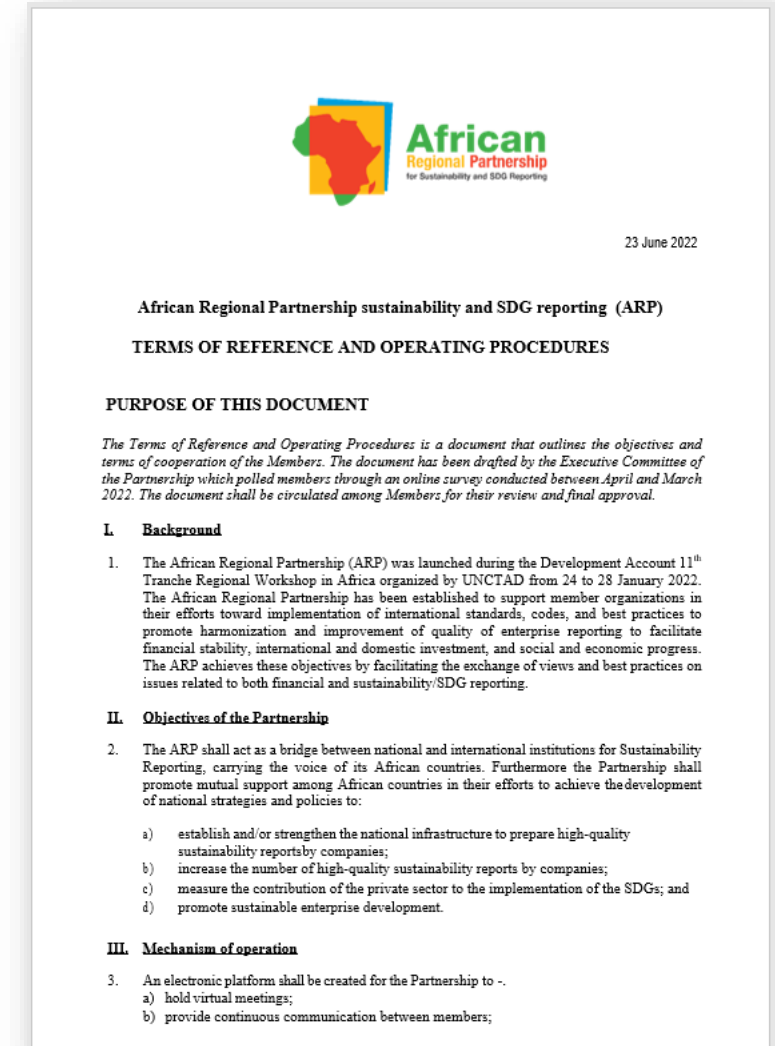 African
Regional Partnership
for Sustainability and SDG Reporting
23 June 2022
African Regional Partnership sustainability and SDG reporting  (ARP)
TERMS OF REFERENCE AND OPERATING PROCEDURES
PURPOSE OF THIS DOCUMENT
The Terms of Reference and Operating Procedures is a document that outlines the objectives and
terms of cooperation of the Members. The document has been drafted by the Executive Committee of
the Partnership which polled members through an online survey conducted between April and March
2022. The document shall be circulated among Members for their review and final approval.
I. Background
1. The African Regional Partnership (ARP) was launched during the Development Account 11th
Tranche Regional Workshop in Africa organized by UNCTAD from 24 to 28 January 2022.
The African Regional Partnership has been established to support member organizations in
their efforts toward implementation of international standards, codes, and best practices to
promote harmonization and improvement of quality of enterprise reporting to facilitate
financial stability, international and domestic investment, and social and economic progress.
The ARP achieves these objectives by facilitating the exchange of views and best practices on
issues related to both financial and sustainability/SDG reporting.
II. Objectives of the Partnership
2. The ARP shall act as a bridge between national and international institutions for Sustainability
Reporting, carrying the voice of its African countries. Furthermore the Partnership shall
promote mutual support among African countries in their efforts to achieve thedevelopment
of national strategies and policies to:
a) establish and/or strengthen the national infrastructure to prepare high-quality
sustainability reportsby companies;
b) increase the number of high-quality sustainability reports by companies;
c) measure the contribution of the private sector to the implementation of the SDGs; and
d) promote sustainable enterprise development.
III. Mechanism of operation
3. An electronic platform shall be created for the Partnership to -.
a) hold virtual meetings;
b) provide continuous communication between members;